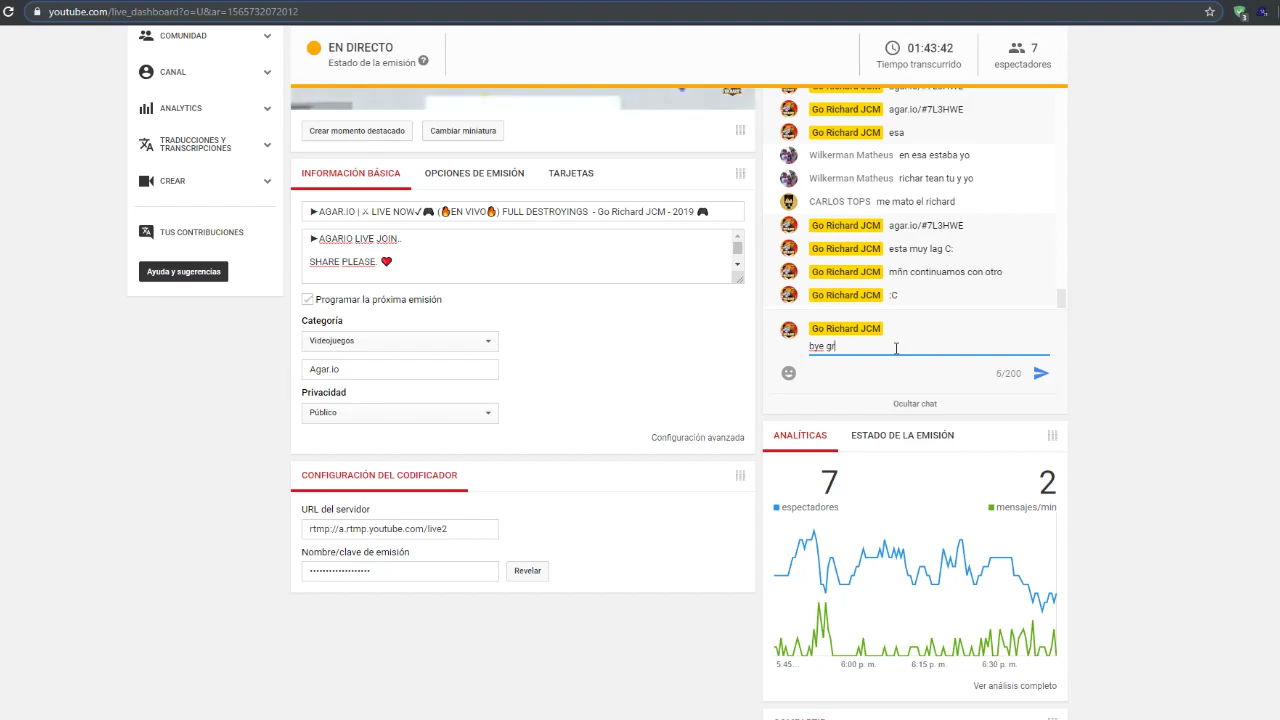 youtube.com/live_dashboard?o=U&ar=1565732072012
3
COMUNIDAD
CANAL
ANALYTICS
TRADUCCIONES Y
TRANSCRIPCIONES
CREAR
TUS CONTRIBUCIONES
Ayuda y sugerencias
EN DIRECTO
Estado de la emisión ?
01:43:42
Tiempo transcurrido
7
espectadores
Crear momento destacado
Cambiar miniatura
INFORMACIÓN BÁSICA
OPCIONES DE EMISIÓN
TARJETAS
►AGAR.IO | ⚔ LIVE NOW✓🎮 (🔥EN VIVO🔥) FULL DESTROYINGS - Go Richard JCM - 2019 🎮
►AGARIO LIVE JOIN..
SHARE PLEASE ❤
Programar la próxima emisión
Categoría
Videojuegos
Agar.io
Privacidad
Público
Configuración avanzada
CONFIGURACIÓN DEL CODIFICADOR
URL del servidor
rtmp://a.rtmp.youtube.com/live2
Nombre/clave de emisión
••••••••••••••••••
Revelar
Go Richard JCM agar.io/#7L3HWE
Go Richard JCM agar.io/#7L3HWE
Go Richard JCM esa
Wilkerman Matheus en esa estaba yo
Wilkerman Matheus richar tean tu y yo
CARLOS TOPS me mato el richard
Go Richard JCM agar.io/#7L3HWE
Go Richard JCM esta muy lag C:
Go Richard JCM mñn continuamos con otro
Go Richard JCM :C
Go Richard JCM
bye gr
6/200
Ocultar chat
ANALÍTICAS
ESTADO DE LA EMISIÓN
7
espectadores
2
mensajes/min
5:45...
6:00 p. m.
6:15 p. m.
6:30 p. m.
Ver análisis completo